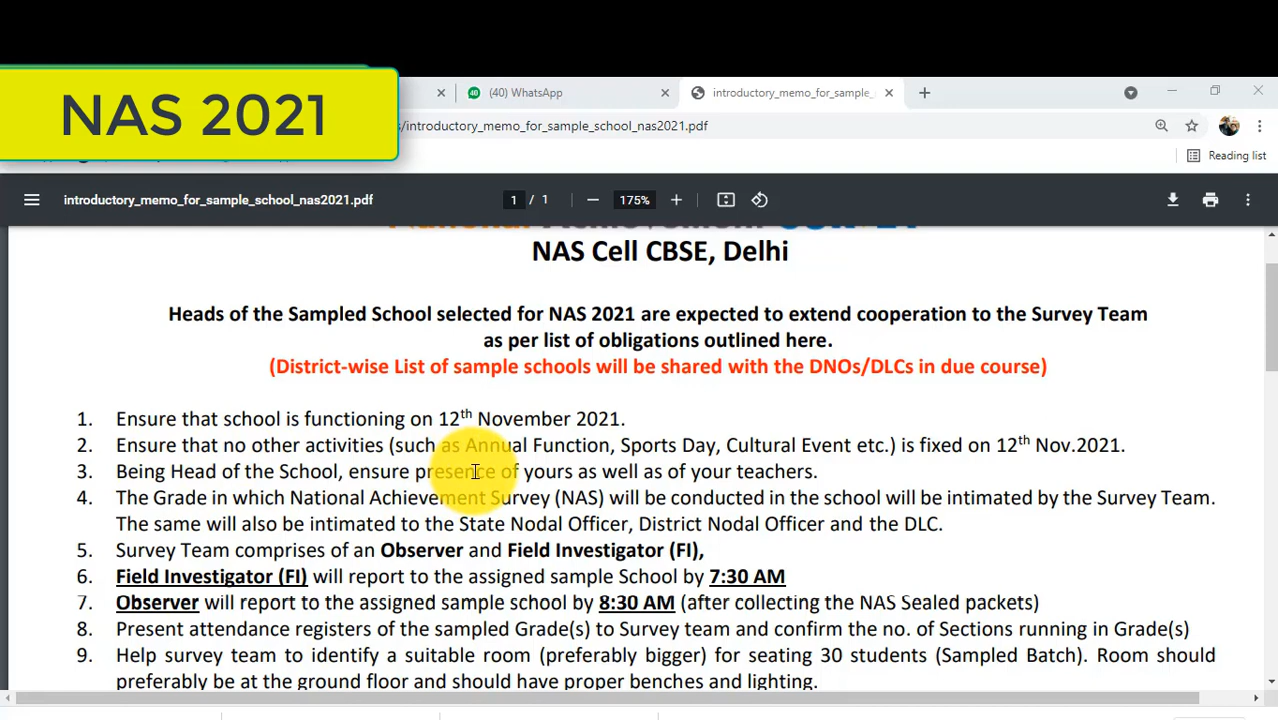 NAS 2021
40
(40) WhatsApp
introductory_memo_for_sample_
/introductory_memo_for_sample_school_nas2021.pdf
Reading list
introductory_memo_for_sample_school_nas2021.pdf
1 / 1
175%
NAS Cell CBSE, Delhi
Heads of the Sampled School selected for NAS 2021 are expected to extend cooperation to the Survey Team
as per list of obligations outlined here.
(District-wise List of sample schools will be shared with the DNOs/DLCs in due course)
1. Ensure that school is functioning on 12th November 2021.
2. Ensure that no other activities (such as Annual Function, Sports Day, Cultural Event etc.) is fixed on 12th Nov.2021.
3. Being Head of the School, ensure presence of yours as well as of your teachers.
4. The Grade in which National Achievement Survey (NAS) will be conducted in the school will be intimated by the Survey Team.
The same will also be intimated to the State Nodal Officer, District Nodal Officer and the DLC.
5. Survey Team comprises of an Observer and Field Investigator (FI),
6. Field Investigator (FI) will report to the assigned sample School by 7:30 AM
7. Observer will report to the assigned sample school by 8:30 AM (after collecting the NAS Sealed packets)
8. Present attendance registers of the sampled Grade(s) to Survey team and confirm the no. of Sections running in Grade(s)
9. Help survey team to identify a suitable room (preferably bigger) for seating 30 students (Sampled Batch). Room should
preferably be at the ground floor and should have proper benches and lighting.